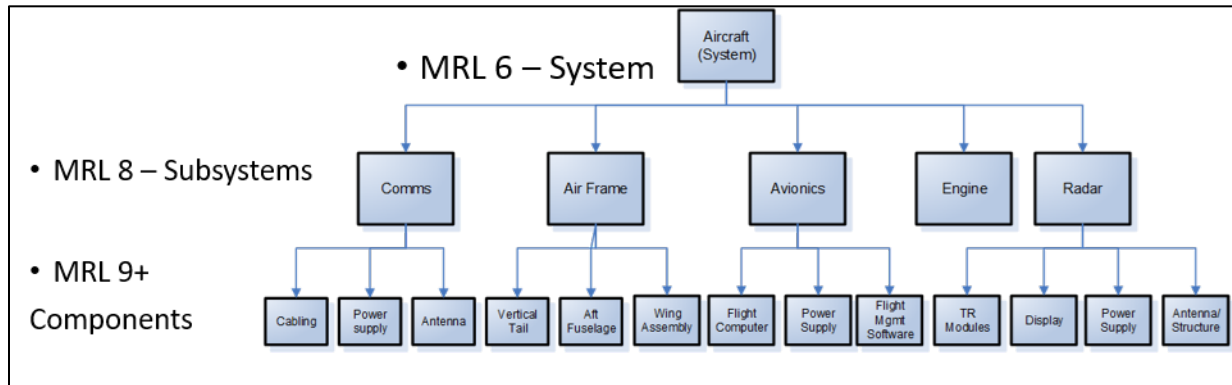 Aircraft
(System)
• MRL 6 – System
• MRL 8 – Subsystems
Comms
Air Frame
Avionics
Engine
Radar
• MRL 9+
Components
Cabling
Power
supply
Antenna
Vertical
Tail
Aft
Fuselage
Wing
Assembly
Flight
Computer
Power
Supply
Flight
Mgmt
Software
TR
Modules
Display
Power
Supply
Antenna/
Structure